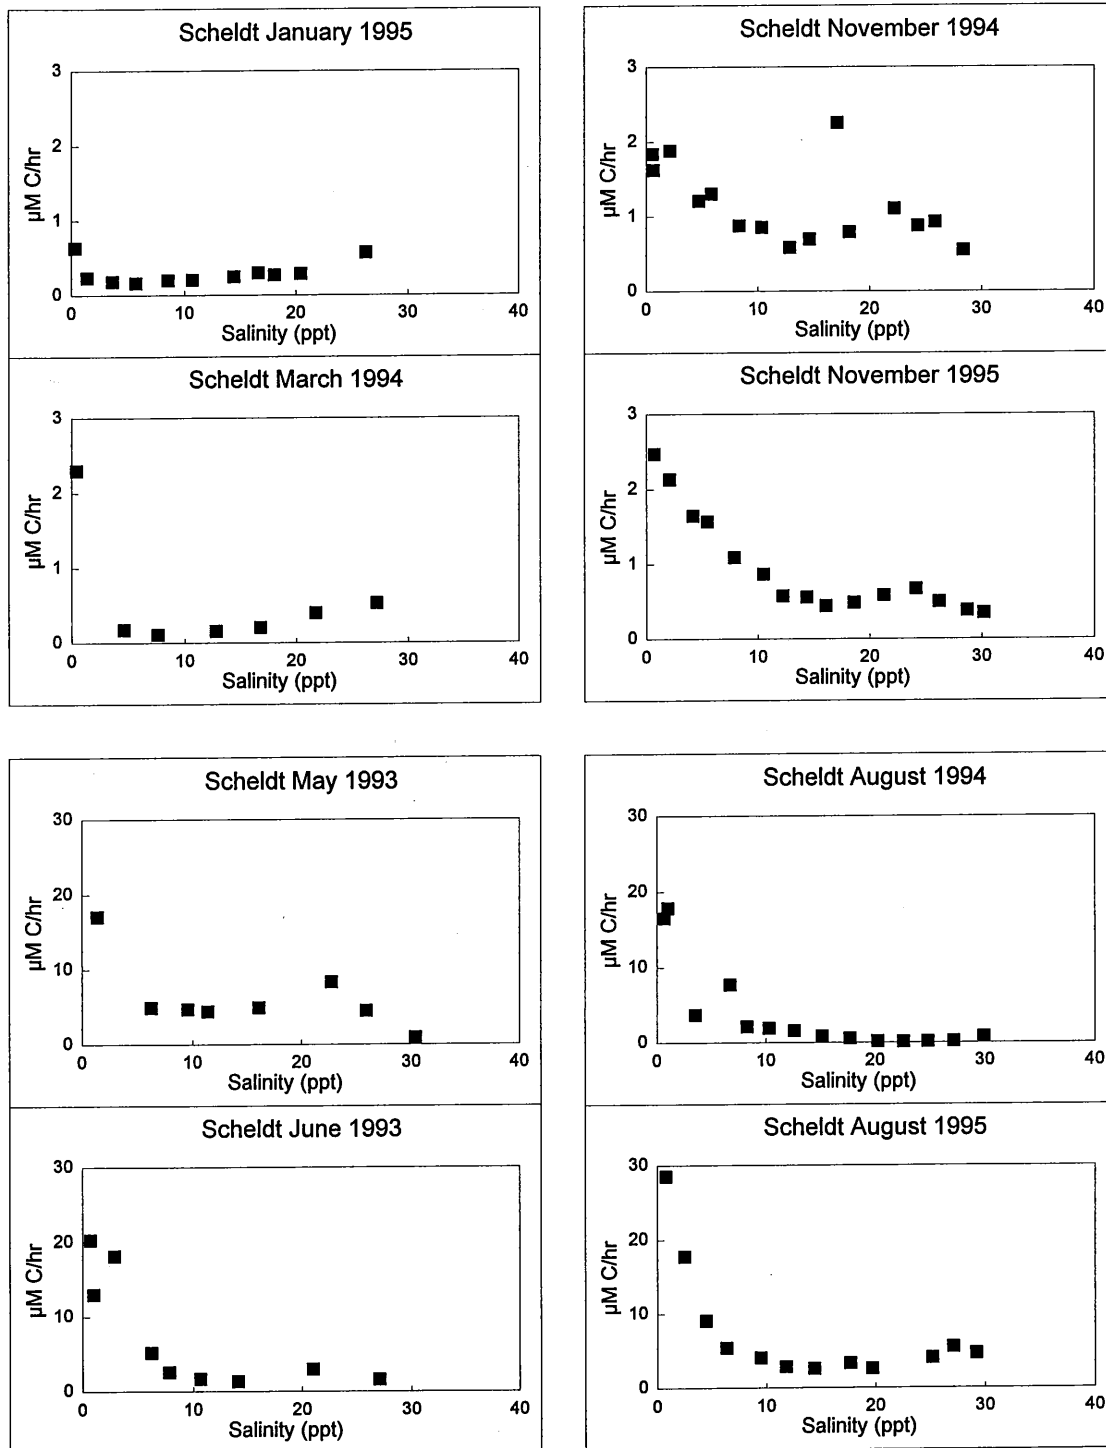 Scheldt January 1995
3
2
1
0
µM C/hr
0 10 20 30 40
Salinity (ppt)
Scheldt March 1994
3
2
1
0
µM C/hr
0 10 20 30 40
Salinity (ppt)
Scheldt November 1994
3
2
1
0
µM C/hr
0 10 20 30 40
Salinity (ppt)
Scheldt November 1995
3
2
1
0
µM C/hr
0 10 20 30 40
Salinity (ppt)
Scheldt May 1993
30
20
10
0
µM C/hr
0 10 20 30 40
Salinity (ppt)
Scheldt June 1993
30
20
10
0
µM C/hr
0 10 20 30 40
Salinity (ppt)
Scheldt August 1994
30
20
10
0
µM C/hr
0 10 20 30 40
Salinity (ppt)
Scheldt August 1995
30
20
10
0
µM C/hr
0 10 20 30 40
Salinity (ppt)